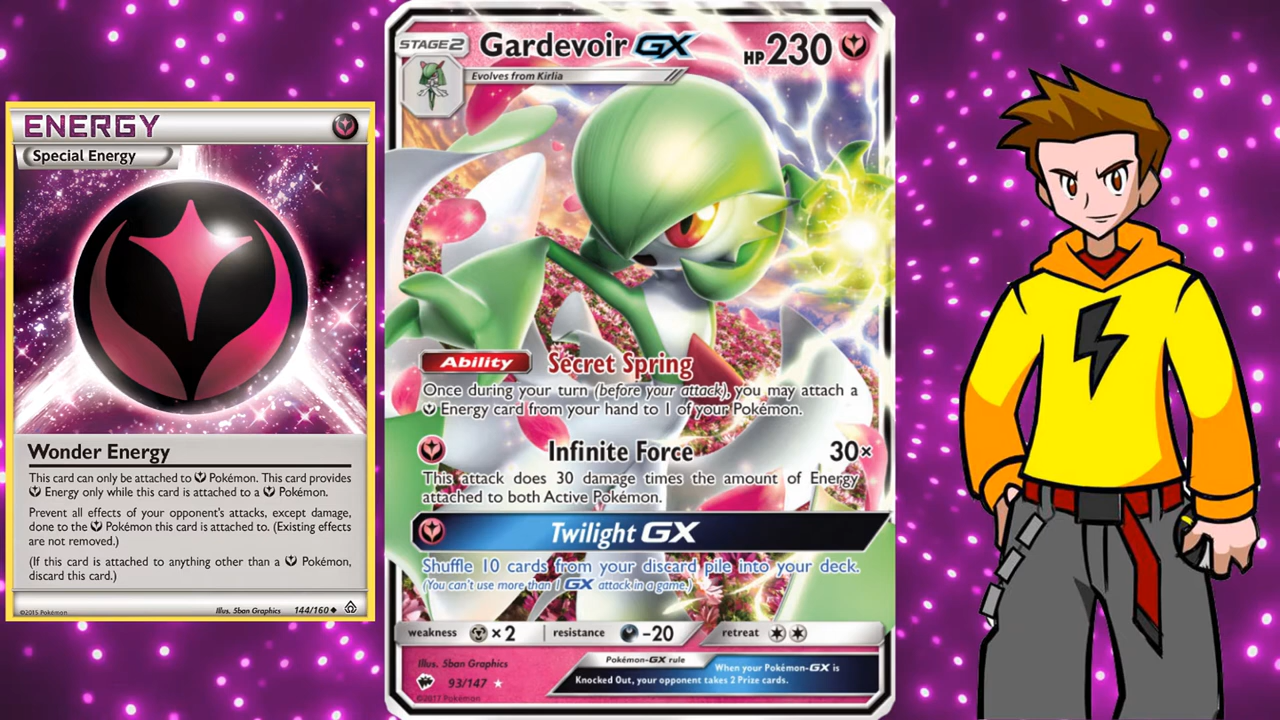 ENERGY
Special Energy
Wonder Energy
This card can only be attached to Pokémon. This card provides
Energy only while this card is attached to a Pokémon.
Prevent all effects of your opponent's attacks, except damage,
done to the Pokémon this card is attached to. (Existing effects
are not removed.)
(If this card is attached to anything other than a Pokémon,
discard this card.)
©2015 Pokémon
Illus. 5ban Graphics 144/160
STAGE2 Gardevoir GX HP 230
Evolves from Kirlia
Ability Secret Spring
Once during your turn (before your attack), you may attach a
Energy card from your hand to 1 of your Pokémon.
Infinite Force 30×
This attack does 30 damage times the amount of Energy
attached to both Active Pokémon.
Twilight GX
Shuffle 10 cards from your discard pile into your deck.
(You can't use more than 1 GX attack in a game.)
weakness ×2 resistance -20 retreat
Illus. 5ban Graphics
93/147
©2017 Pokémon
Pokémon-GX rule
When your Pokémon-GX is
Knocked Out, your opponent takes 2 Prize cards.